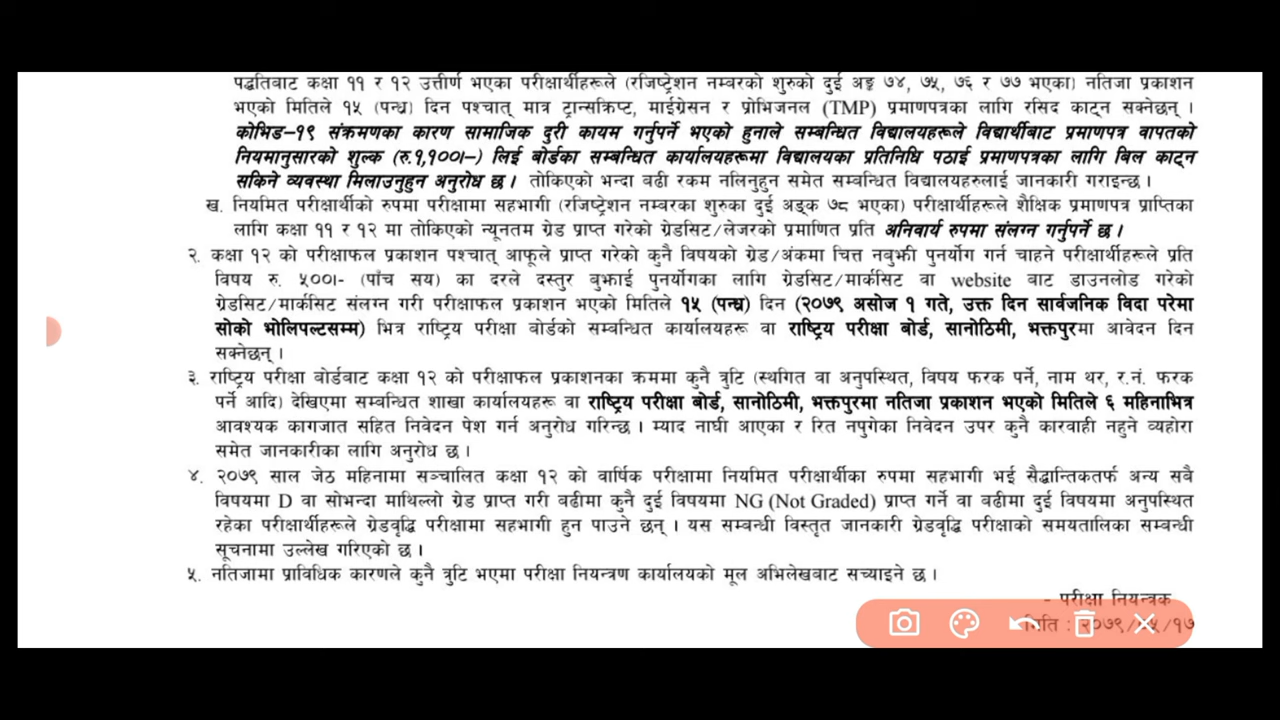 पद्धतिबाट कक्षा ११ र १२ उत्तीर्ण भएका परीक्षार्थीहरूले (रजिष्ट्रेशन नम्बरको शुरुको दुई अङ्क ७४, ७५, ७६ र ७७ भएका) नतिजा प्रकाशन
भएको मितिले १५ (पन्ध्र) दिन पश्चात् मात्र ट्रान्सक्रिप्ट, माईग्रेसन र प्रोभिजनल (TMP) प्रमाणपत्रका लागि रसिद काट्न सक्नेछन् ।
कोभिड–१९ संक्रमणका कारण सामाजिक दुरी कायम गर्नुपर्ने भएको हुनाले सम्बन्धित विद्यालयहरूले विद्यार्थीबाट प्रमाणपत्र वापतको
नियमानुसारको शुल्क (रु.१,१००।–) लिई बोर्डका सम्बन्धित कार्यालयहरूमा विद्यालयका प्रतिनिधि पठाई प्रमाणपत्रका लागि बिल काट्न
सकिने व्यवस्था मिलाउनुहुन अनुरोध छ । तोकिएको भन्दा बढी रकम नलिनुहुन समेत सम्बन्धित विद्यालयहरुलाई जानकारी गराइन्छ ।
ख. नियमित परीक्षार्थीको रुपमा परीक्षामा सहभागी (रजिष्ट्रेशन नम्बरका शुरुका दुई अङ्क ७८ भएका) परीक्षार्थीहरूले शैक्षिक प्रमाणपत्र प्राप्तिका
लागि कक्षा ११ र १२ मा तोकिएको न्यूनतम ग्रेड प्राप्त गरेको ग्रेडसिट/लेजरको प्रमाणित प्रति अनिवार्य रुपमा संलग्न गर्नुपर्ने छ ।
२. कक्षा १२ को परीक्षाफल प्रकाशन पश्चात् आफूले प्राप्त गरेको कुनै विषयको ग्रेड/अंकमा चित्त नबुझी पुनर्योग गर्न चाहने परीक्षार्थीहरूले प्रति
विषय रु. ५००।- (पाँच सय) का दरले दस्तुर बुझाई पुनर्योगका लागि ग्रेडसिट/मार्कसिट वा website बाट डाउनलोड गरेको
ग्रेडसिट/मार्कसिट संलग्न गरी परीक्षाफल प्रकाशन भएको मितिले १५ (पन्ध्र) दिन (२०७९ असोज १ गते, उक्त दिन सार्वजनिक विदा परेमा
सोको भोलिपल्टसम्म) भित्र राष्ट्रिय परीक्षा बोर्डको सम्बन्धित कार्यालयहरू वा राष्ट्रिय परीक्षा बोर्ड, सानोठिमी, भक्तपुरमा आवेदन दिन
सक्नेछन् ।
३. राष्ट्रिय परीक्षा बोर्डबाट कक्षा १२ को परीक्षाफल प्रकाशनका क्रममा कुनै त्रुटि (स्थगित वा अनुपस्थित, विषय फरक पर्ने, नाम थर, र.नं. फरक
पर्ने आदि) देखिएमा सम्बन्धित शाखा कार्यालयहरू वा राष्ट्रिय परीक्षा बोर्ड, सानोठिमी, भक्तपुरमा नतिजा प्रकाशन भएको मितिले ६ महिनाभित्र
आवश्यक कागजात सहित निवेदन पेश गर्न अनुरोध गरिन्छ । म्याद नाघी आएका र रित नपुगेका निवेदन उपर कुनै कारवाही नहुने व्यहोरा
समेत जानकारीका लागि अनुरोध छ ।
४. २०७९ साल जेठ महिनामा सञ्चालित कक्षा १२ को वार्षिक परीक्षामा नियमित परीक्षार्थीका रुपमा सहभागी भई सैद्धान्तिकतर्फ अन्य सबै
विषयमा D वा सोभन्दा माथिल्लो ग्रेड प्राप्त गरी बढीमा कुनै दुई विषयमा NG (Not Graded) प्राप्त गर्ने वा बढीमा दुई विषयमा अनुपस्थित
रहेका परीक्षार्थीहरूले ग्रेडवृद्धि परीक्षामा सहभागी हुन पाउने छन् । यस सम्बन्धी विस्तृत जानकारी ग्रेडवृद्धि परीक्षाको समयतालिका सम्बन्धी
सूचनामा उल्लेख गरिएको छ ।
५. नतिजामा प्राविधिक कारणले कुनै त्रुटि भएमा परीक्षा नियन्त्रण कार्यालयको मूल अभिलेखबाट सच्याइने छ ।
- परीक्षा नियन्त्रक
मिति : २०७९/०५/१७